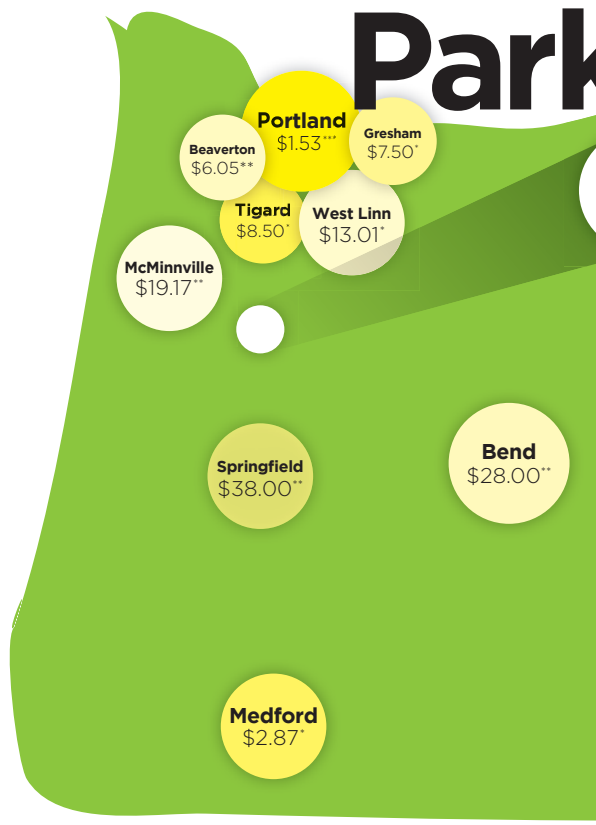 Park
Portland
$1.53***
Gresham
$7.50*
Beaverton
$6.05**
Tigard
$8.50*
West Linn
$13.01*
McMinnville
$19.17**
Springfield
$38.00**
Bend
$28.00**
Medford
$2.87*